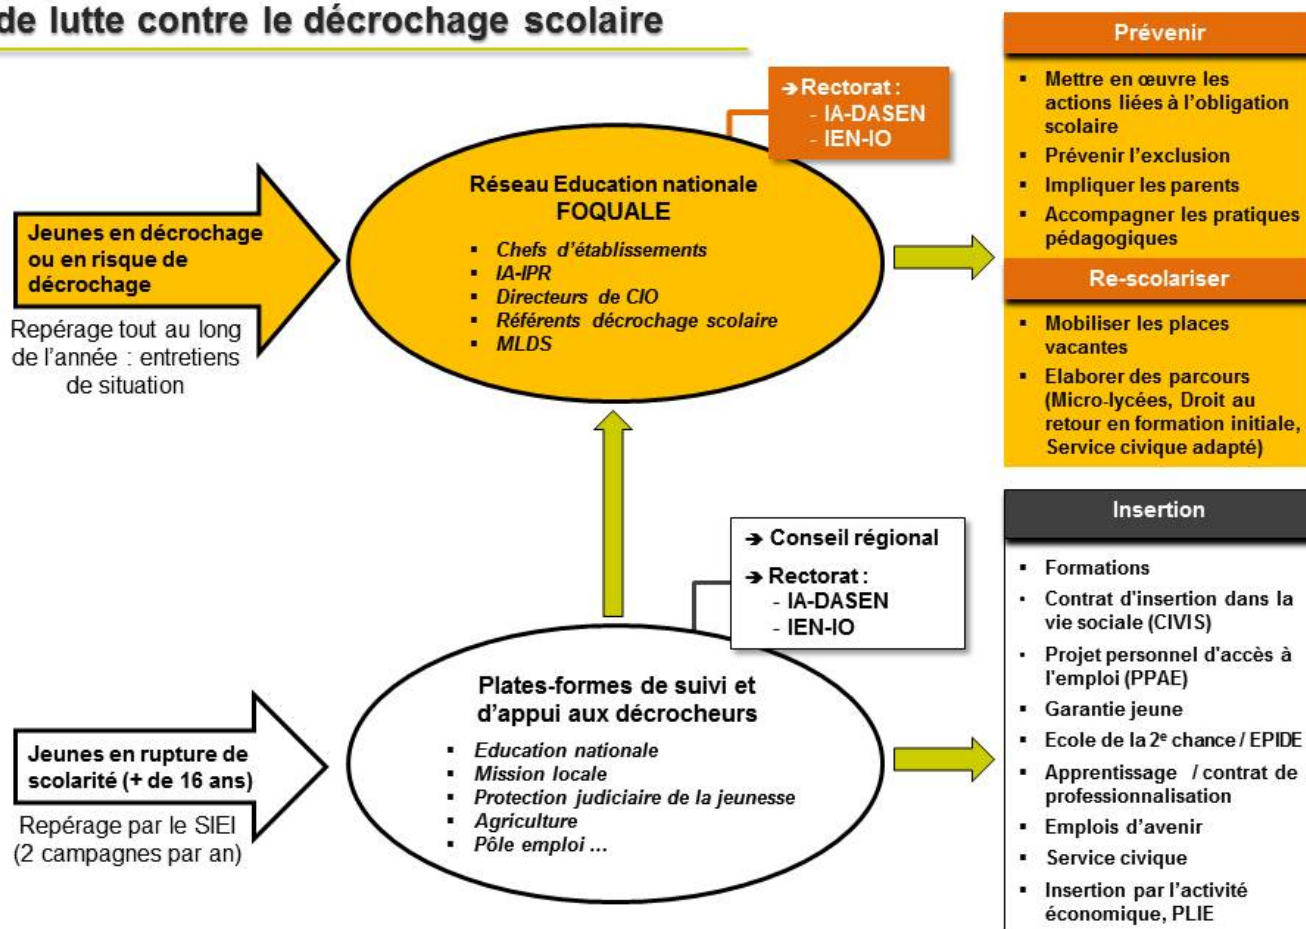 de lutte contre le décrochage scolaire
➔ Rectorat :
- IA-DASEN
- IEN-IO
Réseau Education nationale
FOQUALE
▪ Chefs d'établissements
▪ IA-IPR
▪ Directeurs de CIO
▪ Référents décrochage scolaire
▪ MLDS
Jeunes en décrochage
ou en risque de
décrochage
Repérage tout au long
de l'année : entretiens
de situation
Prévenir
▪ Mettre en œuvre les
actions liées à l'obligation
scolaire
▪ Prévenir l'exclusion
▪ Impliquer les parents
▪ Accompagner les pratiques
pédagogiques
Re-scolariser
▪ Mobiliser les places
vacantes
▪ Elaborer des parcours
(Micro-lycées, Droit au
retour en formation initiale,
Service civique adapté)
➔ Conseil régional
➔ Rectorat :
- IA-DASEN
- IEN-IO
Plates-formes de suivi et
d'appui aux décrocheurs
▪ Education nationale
▪ Mission locale
▪ Protection judiciaire de la jeunesse
▪ Agriculture
▪ Pôle emploi ...
Jeunes en rupture de
scolarité (+ de 16 ans)
Repérage par le SIEI
(2 campagnes par an)
Insertion
▪ Formations
▪ Contrat d'insertion dans la
vie sociale (CIVIS)
▪ Projet personnel d'accès à
l'emploi (PPAE)
▪ Garantie jeune
▪ Ecole de la 2e chance / EPIDE
▪ Apprentissage / contrat de
professionnalisation
▪ Emplois d'avenir
▪ Service civique
▪ Insertion par l'activité
économique, PLIE